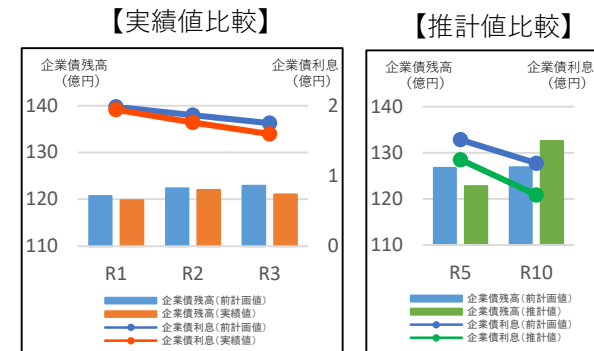 【実績値比較】
企業債残高
（億円）
企業債利息
（億円）
140
130
120
110
2
1
0
R1 R2 R3
企業債残高（前計画値）
企業債残高（実績値）
企業債利息（前計画値）
企業債利息（実績値）
【推計値比較】
企業債残高
（億円）
企業債利息
（億円）
140
130
120
110
R5 R10
企業債残高（前計画値）
企業債残高（推計値）
企業債利息（前計画値）
企業債利息（推計値）